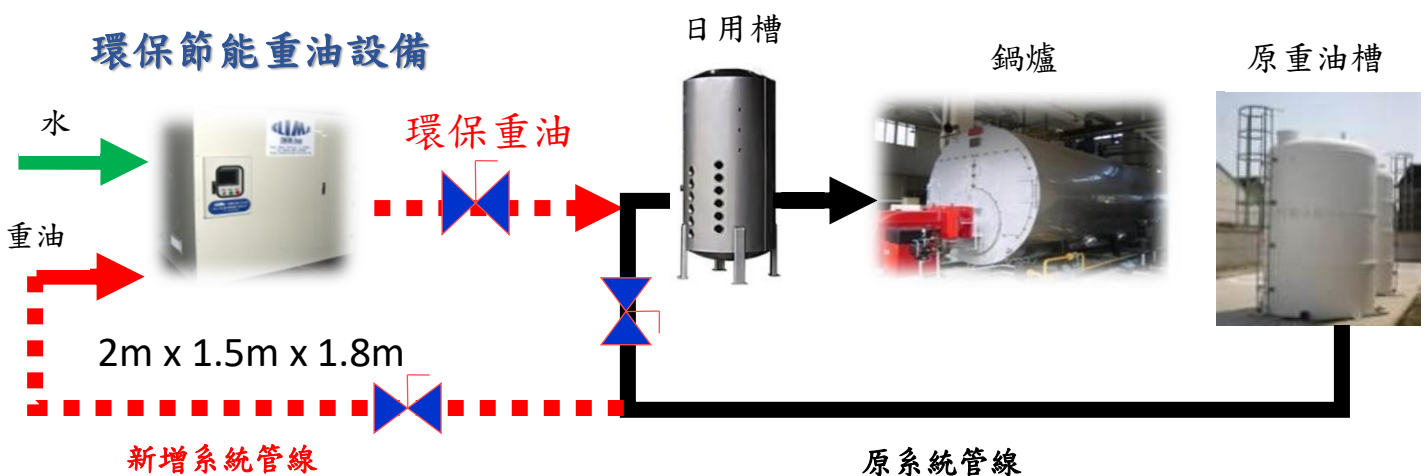 環保節能重油設備
日用槽
鍋爐
原重油槽
水
環保重油
重油
2m x 1.5m x 1.8m
新增系統管線
原系統管線